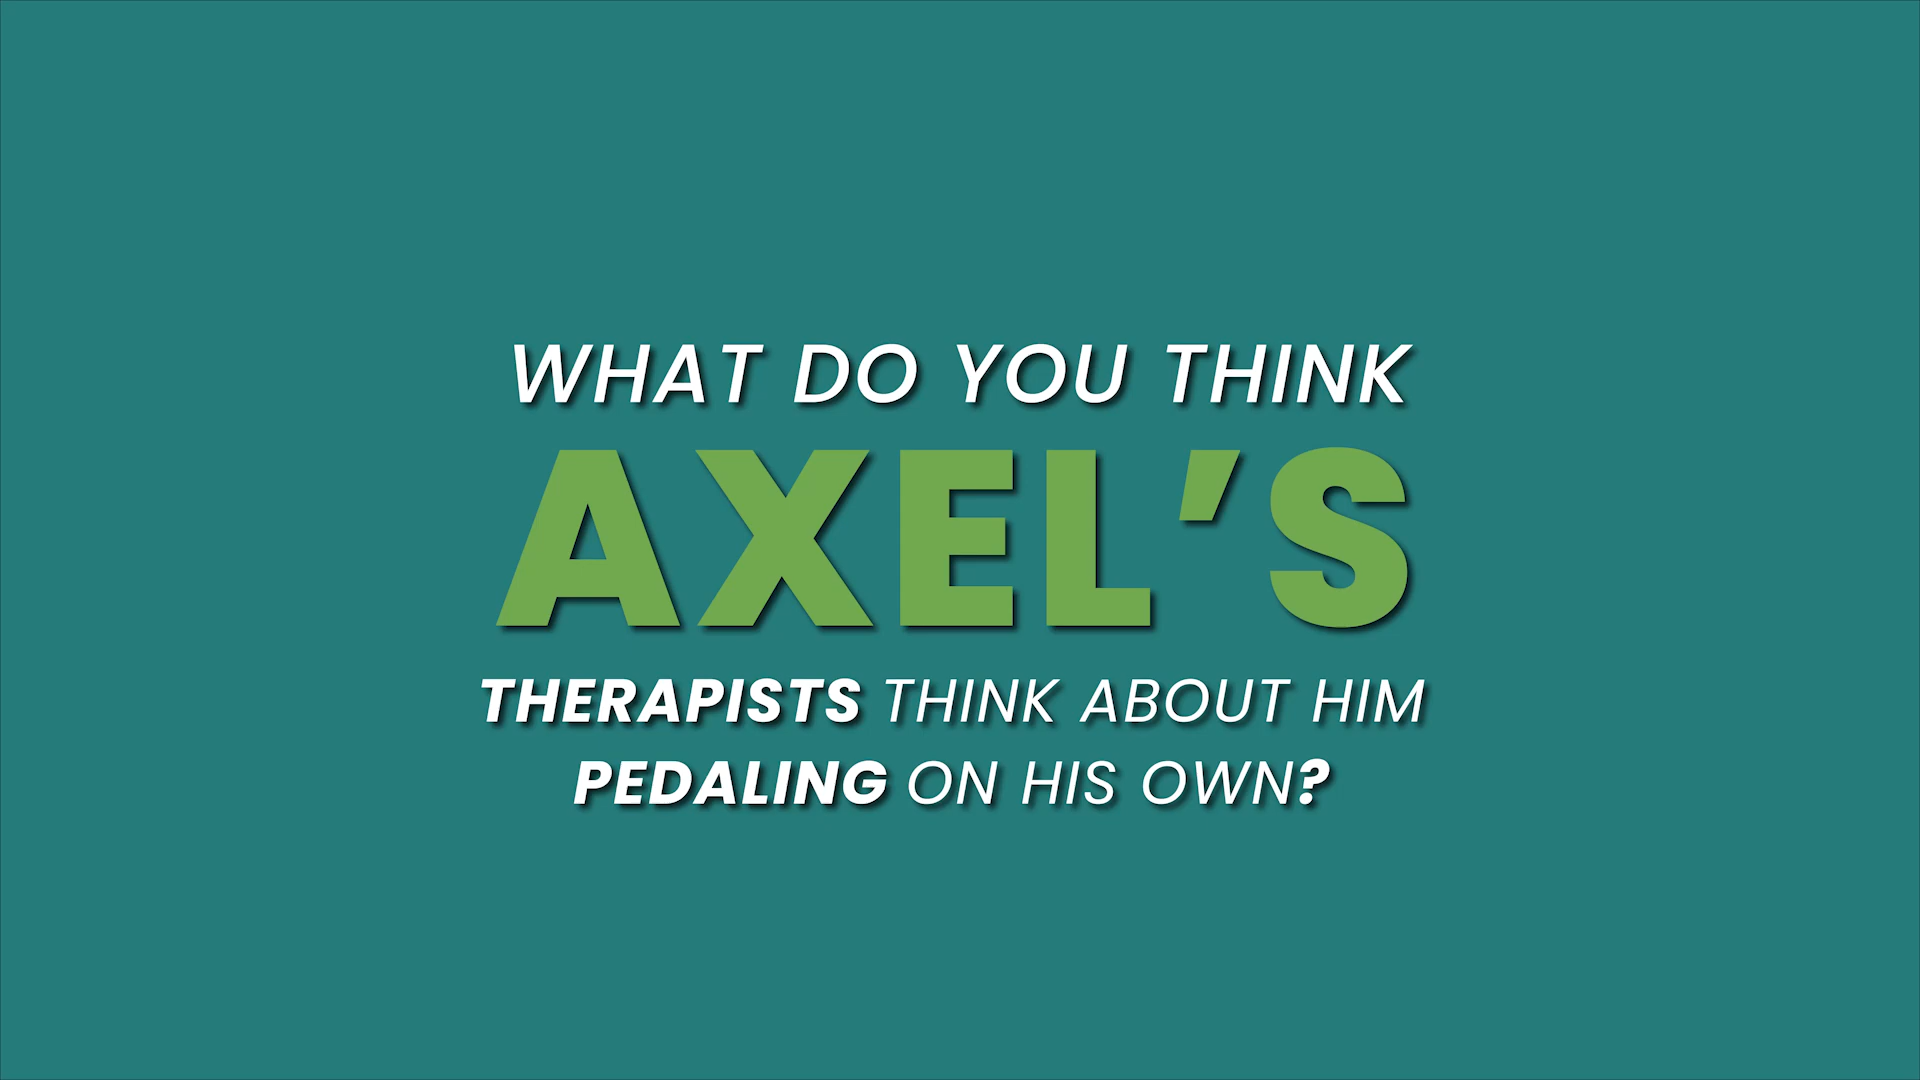 WHAT DO YOU THINK
AXEL’S
THERAPISTS THINK ABOUT HIM
PEDALING ON HIS OWN?